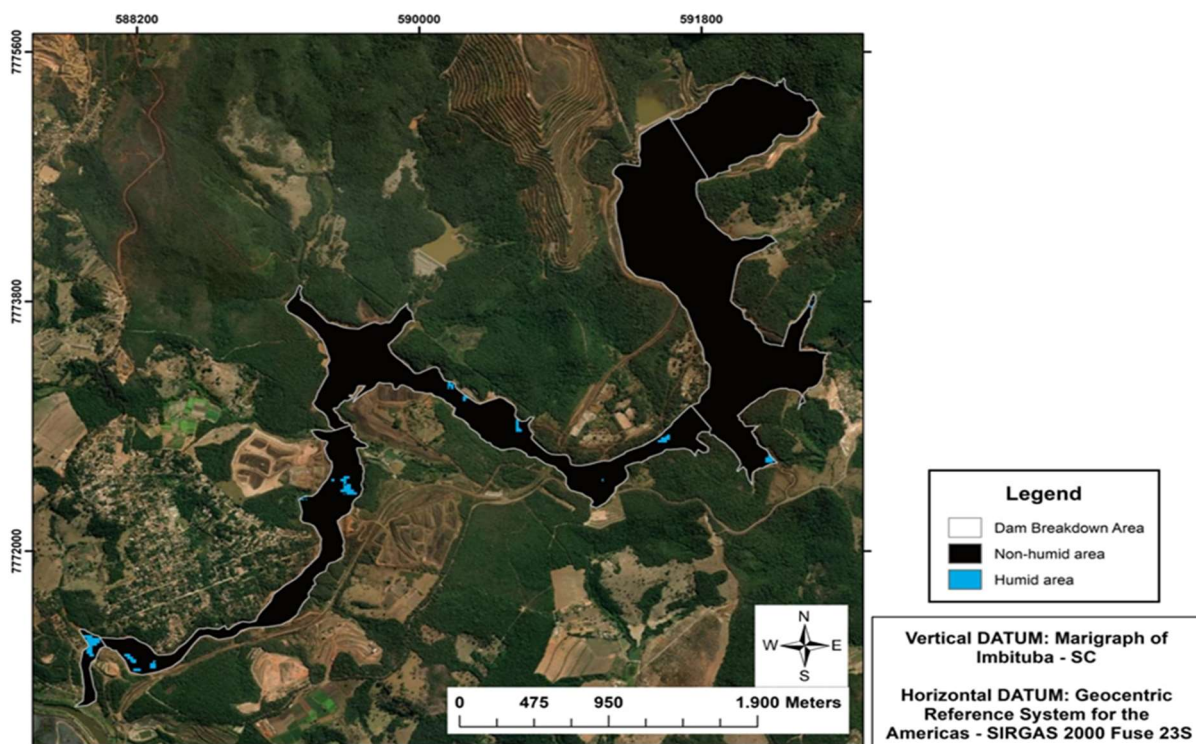 588200
590000
591800
7775600
7773800
7772000
N
W
E
S
0
475
950
1.900 Meters
Legend
Dam Breakdown Area
Non-humid area
Humid area
Vertical DATUM: Marigraph of
Imbituba - SC
Horizontal DATUM: Geocentric
Reference System for the
Americas - SIRGAS 2000 Fuse 23S